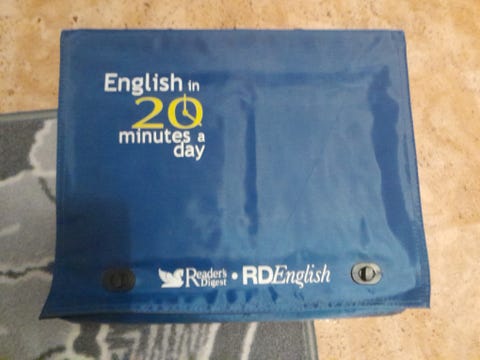 English in
20
minutes a
day
Reader's
Digest
• RDEnglish